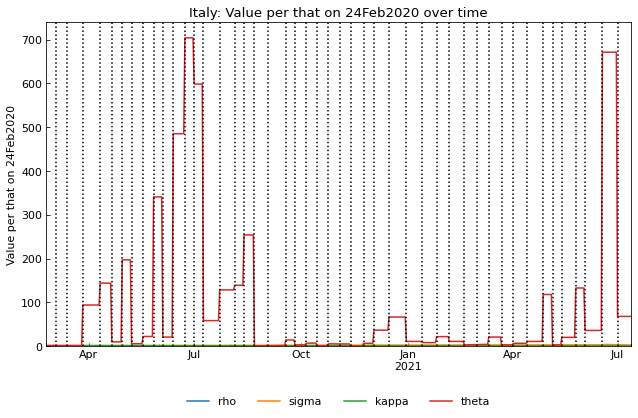 Italy: Value per that on 24Feb2020 over time
Value per that on 24Feb2020
700
600
500
400
300
200
100
0
Apr Jul Oct Jan Apr Jul
2021
rho sigma kappa theta